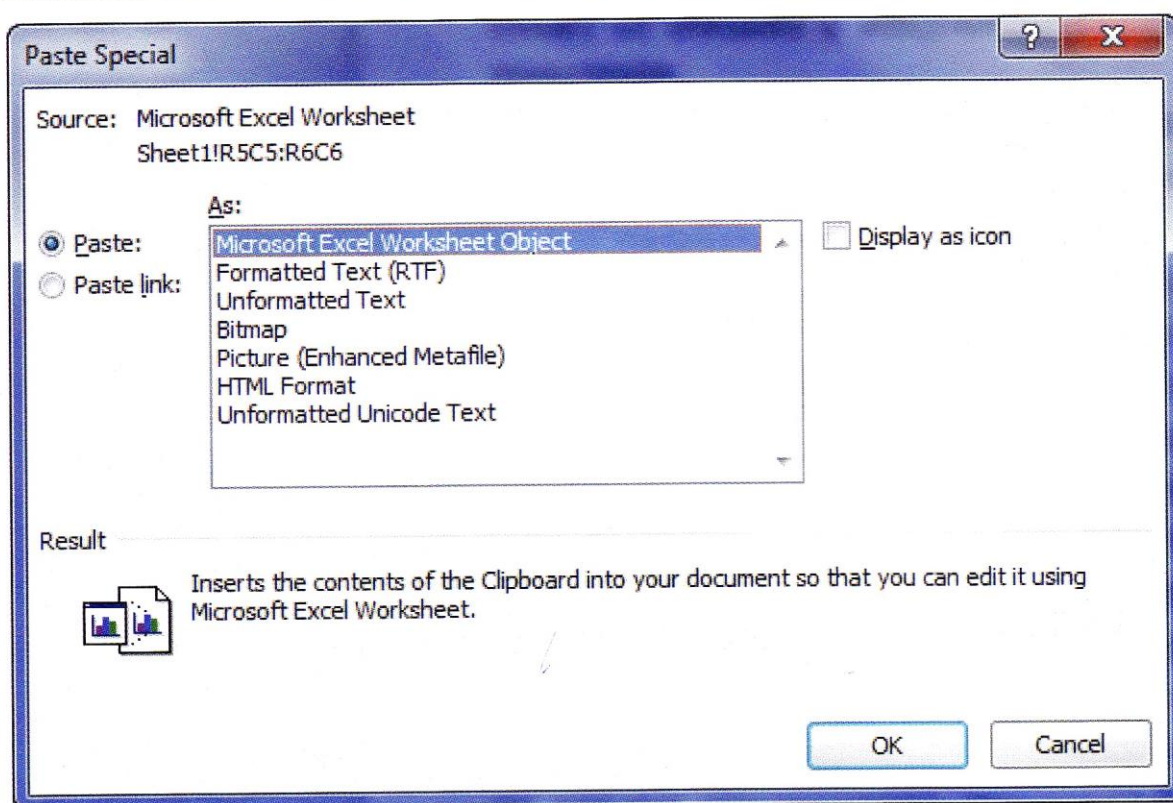 Paste Special
Source: Microsoft Excel Worksheet
Sheet1!R5C5:R6C6
As:
Paste:
Paste link:
Microsoft Excel Worksheet Object
Formatted Text (RTF)
Unformatted Text
Bitmap
Picture (Enhanced Metafile)
HTML Format
Unformatted Unicode Text
Display as icon
Result
Inserts the contents of the Clipboard into your document so that you can edit it using
Microsoft Excel Worksheet.
OK
Cancel